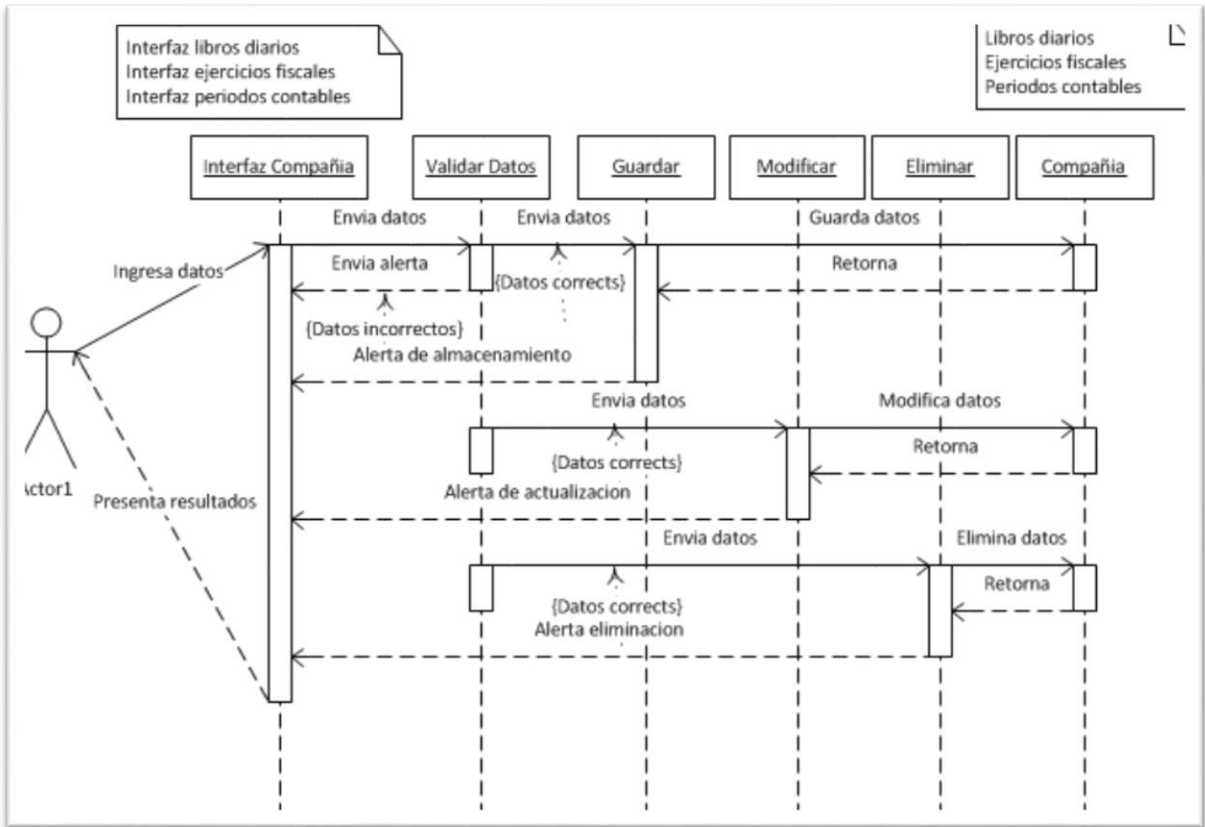 Interfaz libros diarios
Interfaz ejercicios fiscales
Interfaz periodos contables
Libros diarios
Ejercicios fiscales
Periodos contables
Interfaz Compañia
Validar Datos
Guardar
Modificar
Eliminar
Compañia
Envia datos
Envia datos
Guarda datos
Ingresa datos
Envia alerta
{Datos corrects}
Retorna
{Datos incorrectos}
Alerta de almacenamiento
Envia datos
Modifica datos
{Datos corrects}
Retorna
Alerta de actualizacion
Actor1
Presenta resultados
Envia datos
Elimina datos
{Datos corrects}
Retorna
Alerta eliminacion